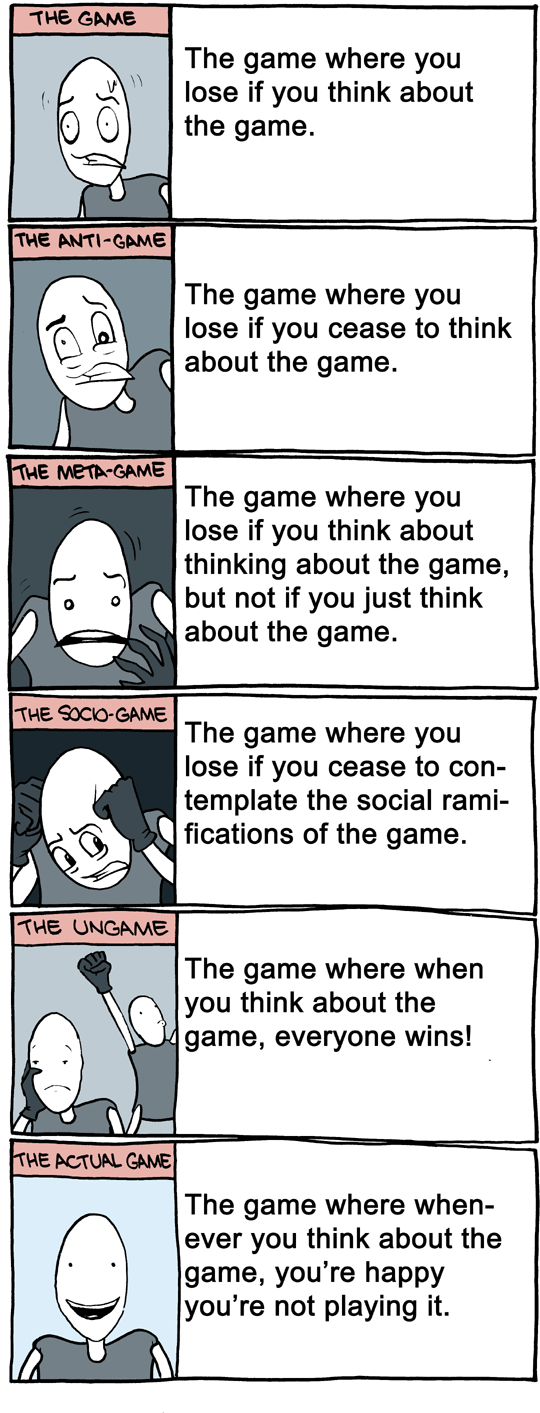 THE GAME
The game where you
lose if you think about
the game.
THE ANTI-GAME
The game where you
lose if you cease to think
about the game.
THE META-GAME
The game where you
lose if you think about
thinking about the game,
but not if you just think
about the game.
THE SOCIO-GAME
The game where you
lose if you cease to con-
template the social rami-
fications of the game.
THE UNGAME
The game where when
you think about the
game, everyone wins!
THE ACTUAL GAME
The game where when-
ever you think about the
game, you're happy
you're not playing it.